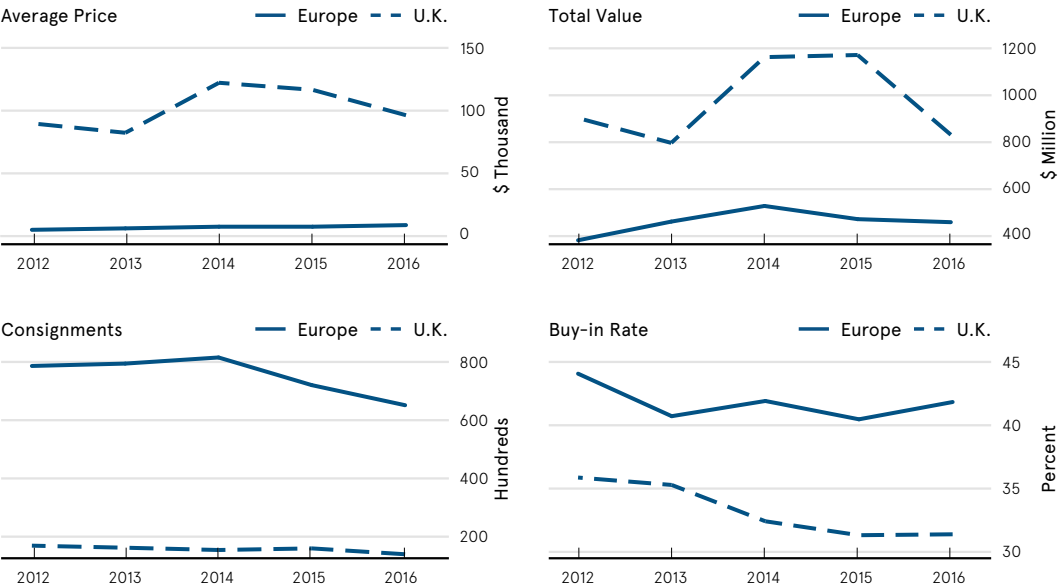 Average Price Europe U.K.
150
100
50
0
$ Thousand
2012 2013 2014 2015 2016
Total Value Europe U.K.
1200
1000
800
600
400
$ Million
2012 2013 2014 2015 2016
Consignments Europe U.K.
800
600
400
200
Hundreds
2012 2013 2014 2015 2016
Buy-in Rate Europe U.K.
45
40
35
30
Percent
2012 2013 2014 2015 2016